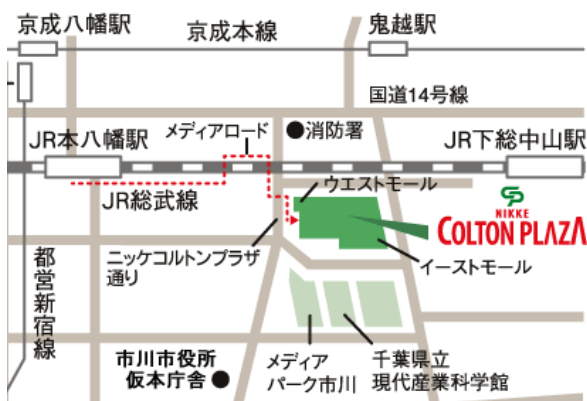 京成八幡駅
京成本線
鬼越駅
国道14号線
JR本八幡駅
メディアロード
消防署
JR下総中山駅
JR総武線
ウエストモール
NIKKE
COLTON PLAZA
ニッケコルトンプラザ
通り
イーストモール
都営新宿線
市川市役所
仮本庁舎
メディア
パーク市川
千葉県立
現代産業科学館